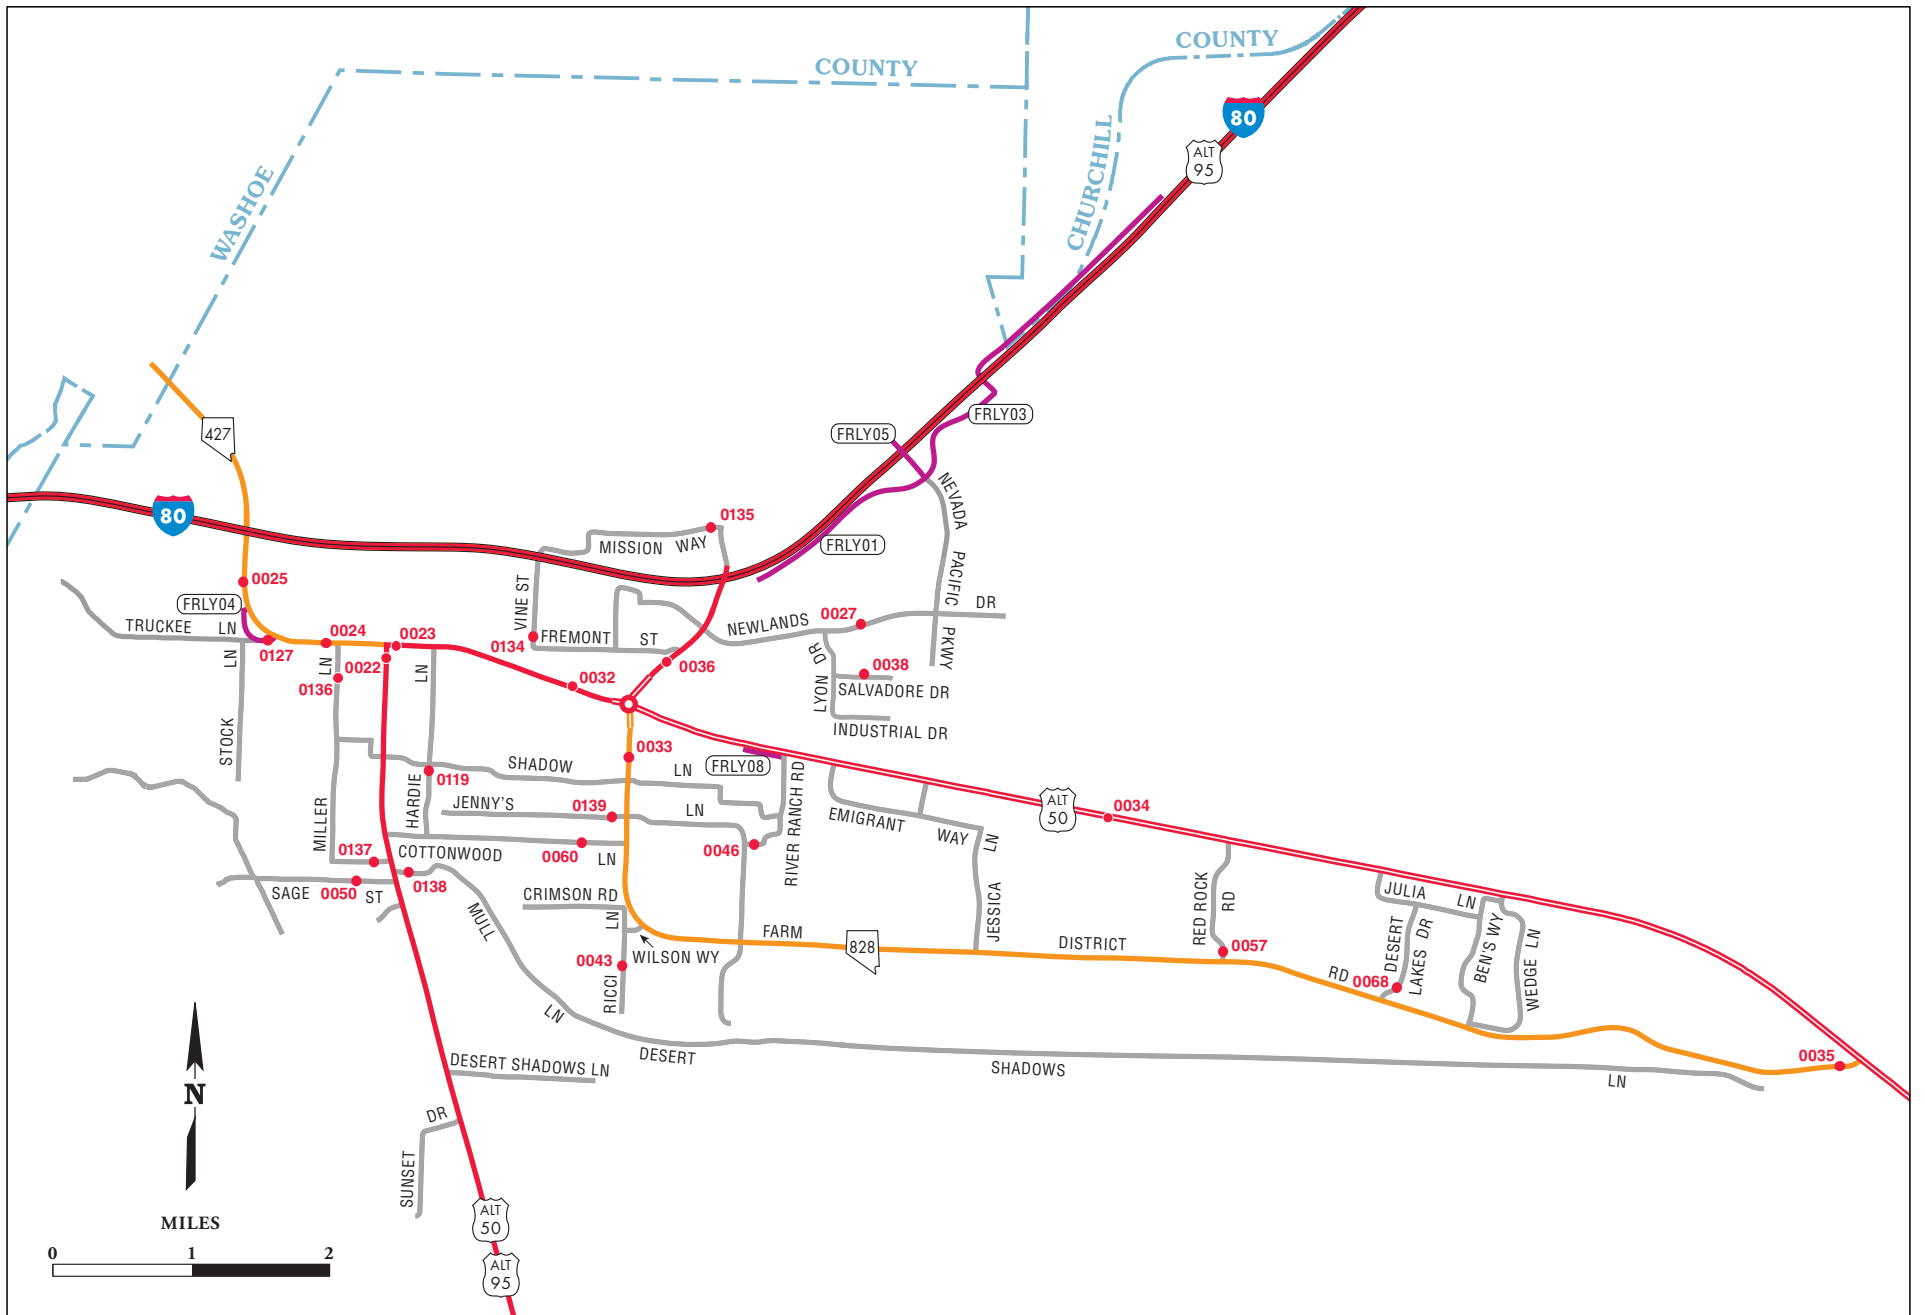 COUNTY
COUNTY
80
ALT
95
CHURCHILL
WASHOE
427
FRLY05
FRLY03
80
NEVADA
PACIFIC
PKWY
0135
MISSION WAY
FRLY01
0025
FRLY04
VINE ST
TRUCKEE LN
0127
0024
0023
0022
0134
FREMONT ST
NEWLANDS
0027
DR
0036
0038
SALVADORE DR
LYON DR
INDUSTRIAL DR
LN
STOCK
LN
0136
MILLER
LN
HARDIE
0032
0033
SHADOW LN
FRLY08
0119
JENNY'S
0139
LN
RIVER RANCH RD
EMIGRANT WAY
ALT
50
0034
LN
JESSICA
0137
COTTONWOOD
0060
LN
0046
0138
SAGE
0050
ST
CRIMSON RD
MULL
LN
LN
RICCI
0043
WILSON WY
FARM
828
DISTRICT
RD
RED ROCK
RD
0057
JULIA LN
DESERT
LAKES DR
0068
BEN'S WY
WEDGE LN
0035
DESERT
SHADOWS
LN
DESERT SHADOWS LN
DR
SUNSET
N
ALT
50
ALT
95
MILES
0 1 2